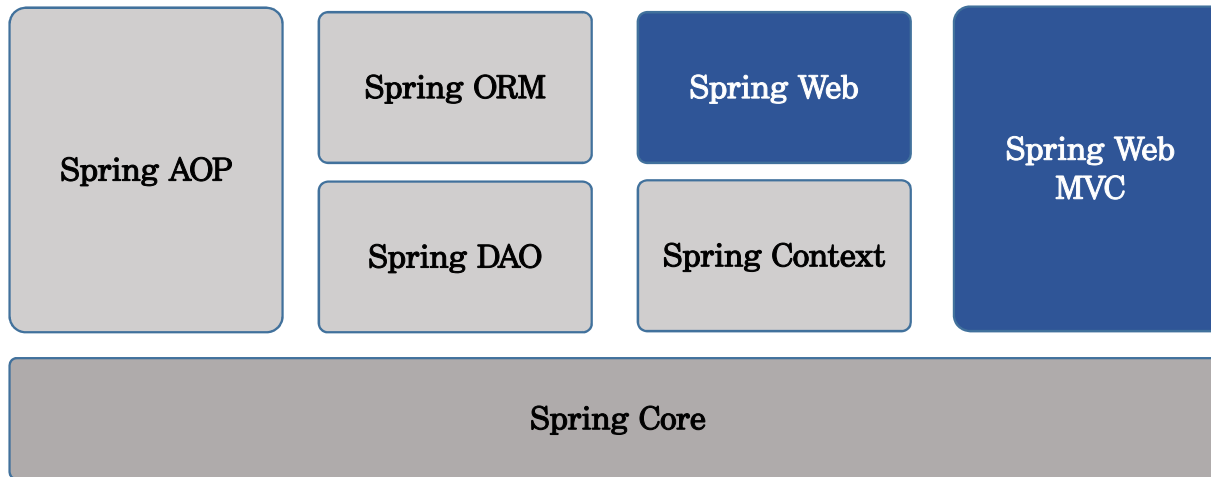 Spring AOP
Spring ORM
Spring DAO
Spring Web
Spring Context
Spring Web
MVC
Spring Core